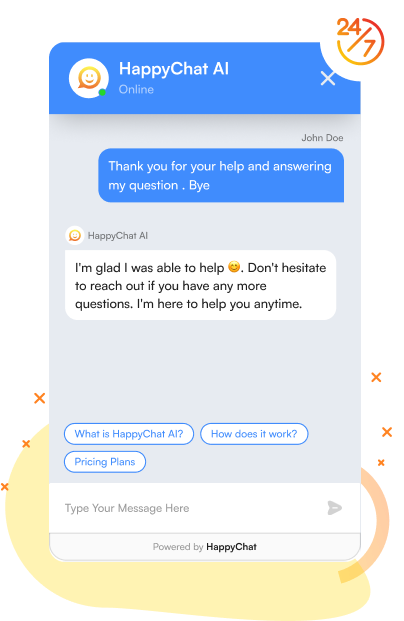 24/7
HappyChat AI
Online
John Doe
Thank you for your help and answering
my question . Bye
HappyChat AI
I'm glad I was able to help 😊. Don't hesitate
to reach out if you have any more
questions. I'm here to help you anytime.
What is HappyChat AI?
How does it work?
Pricing Plans
Type Your Message Here
Powered by HappyChat